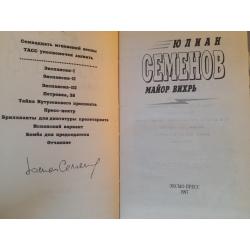 Семнадцать мгновений весны
ТАСС уполномочен заявить
Экспансия-I
Экспансия-II
Экспансия-III
Петровка, 38
Тайна Кутузовского проспекта
Пресс-центр
Бриллианты для диктатуры пролетариата
Испанский вариант
Бомба для председателя
Отчаяние
ЮЛИАН
СЕМЕНОВ
МАЙОР ВИХРЬ
ЭКСМО-ПРЕСС
1997